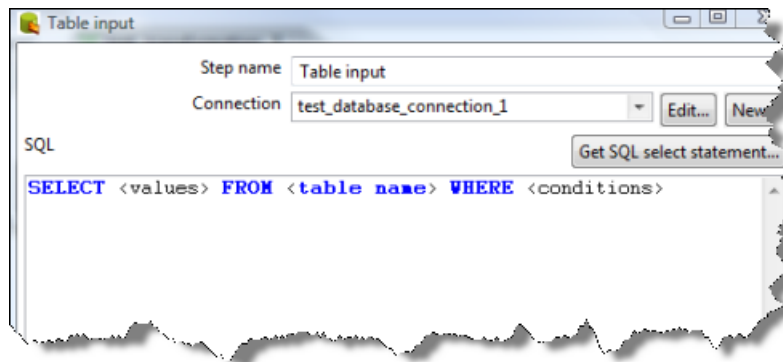 Table input
Step name Table input
Connection test_database_connection_1 Edit... New
SQL Get SQL select statement...
SELECT <values> FROM <table name> WHERE <conditions>